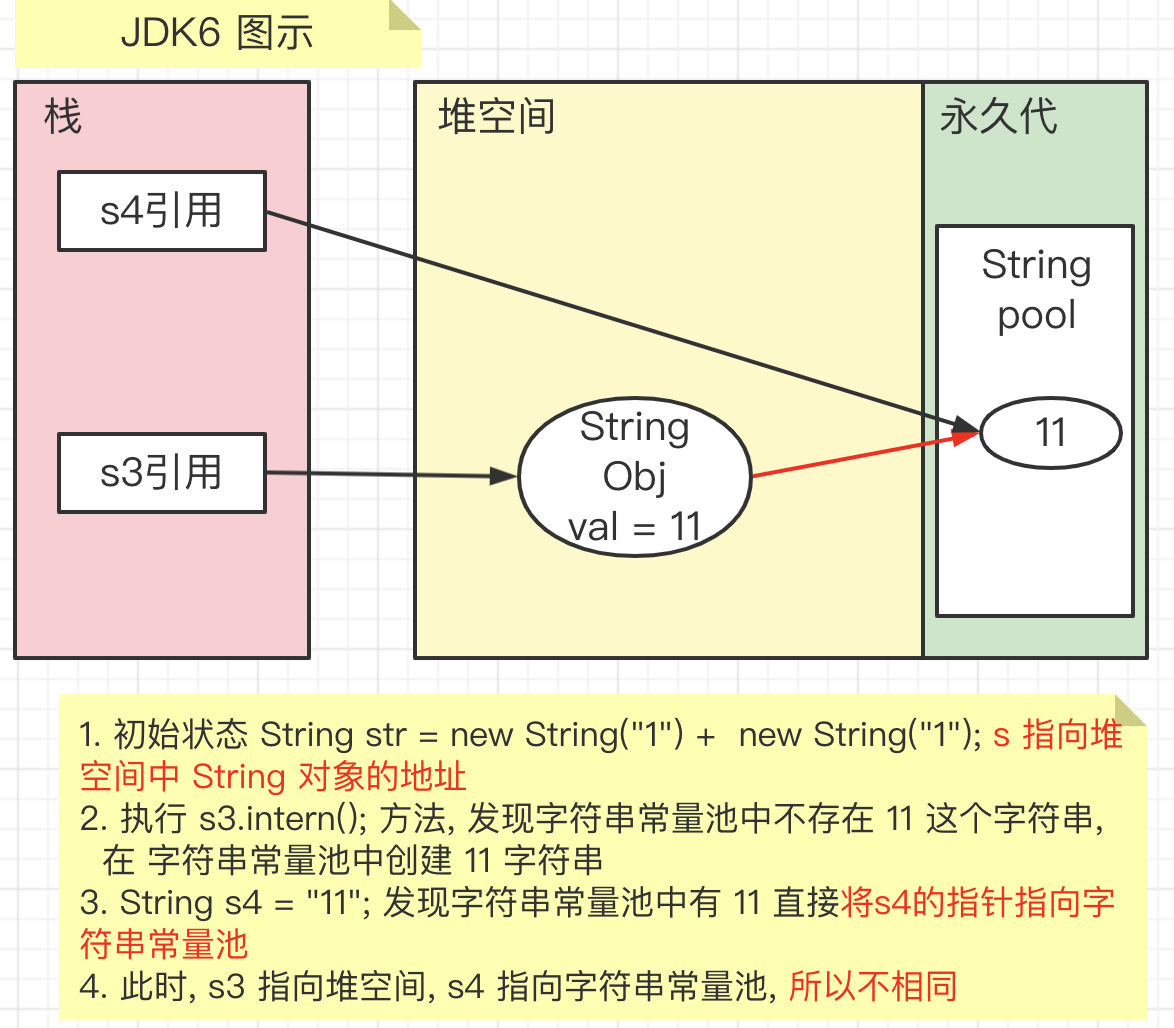 JDK6 图示
栈
堆空间
永久代
s4引用
String
pool
String
Obj
val = 11
11
s3引用
1. 初始状态 String str = new String("1") +  new String("1"); s 指向堆
空间中 String 对象的地址
2. 执行 s3.intern(); 方法, 发现字符串常量池中不存在 11 这个字符串,
在 字符串常量池中创建 11 字符串
3. String s4 = "11"; 发现字符串常量池中有 11 直接将s4的指针指向字
符串常量池
4. 此时, s3 指向堆空间, s4 指向字符串常量池, 所以不相同